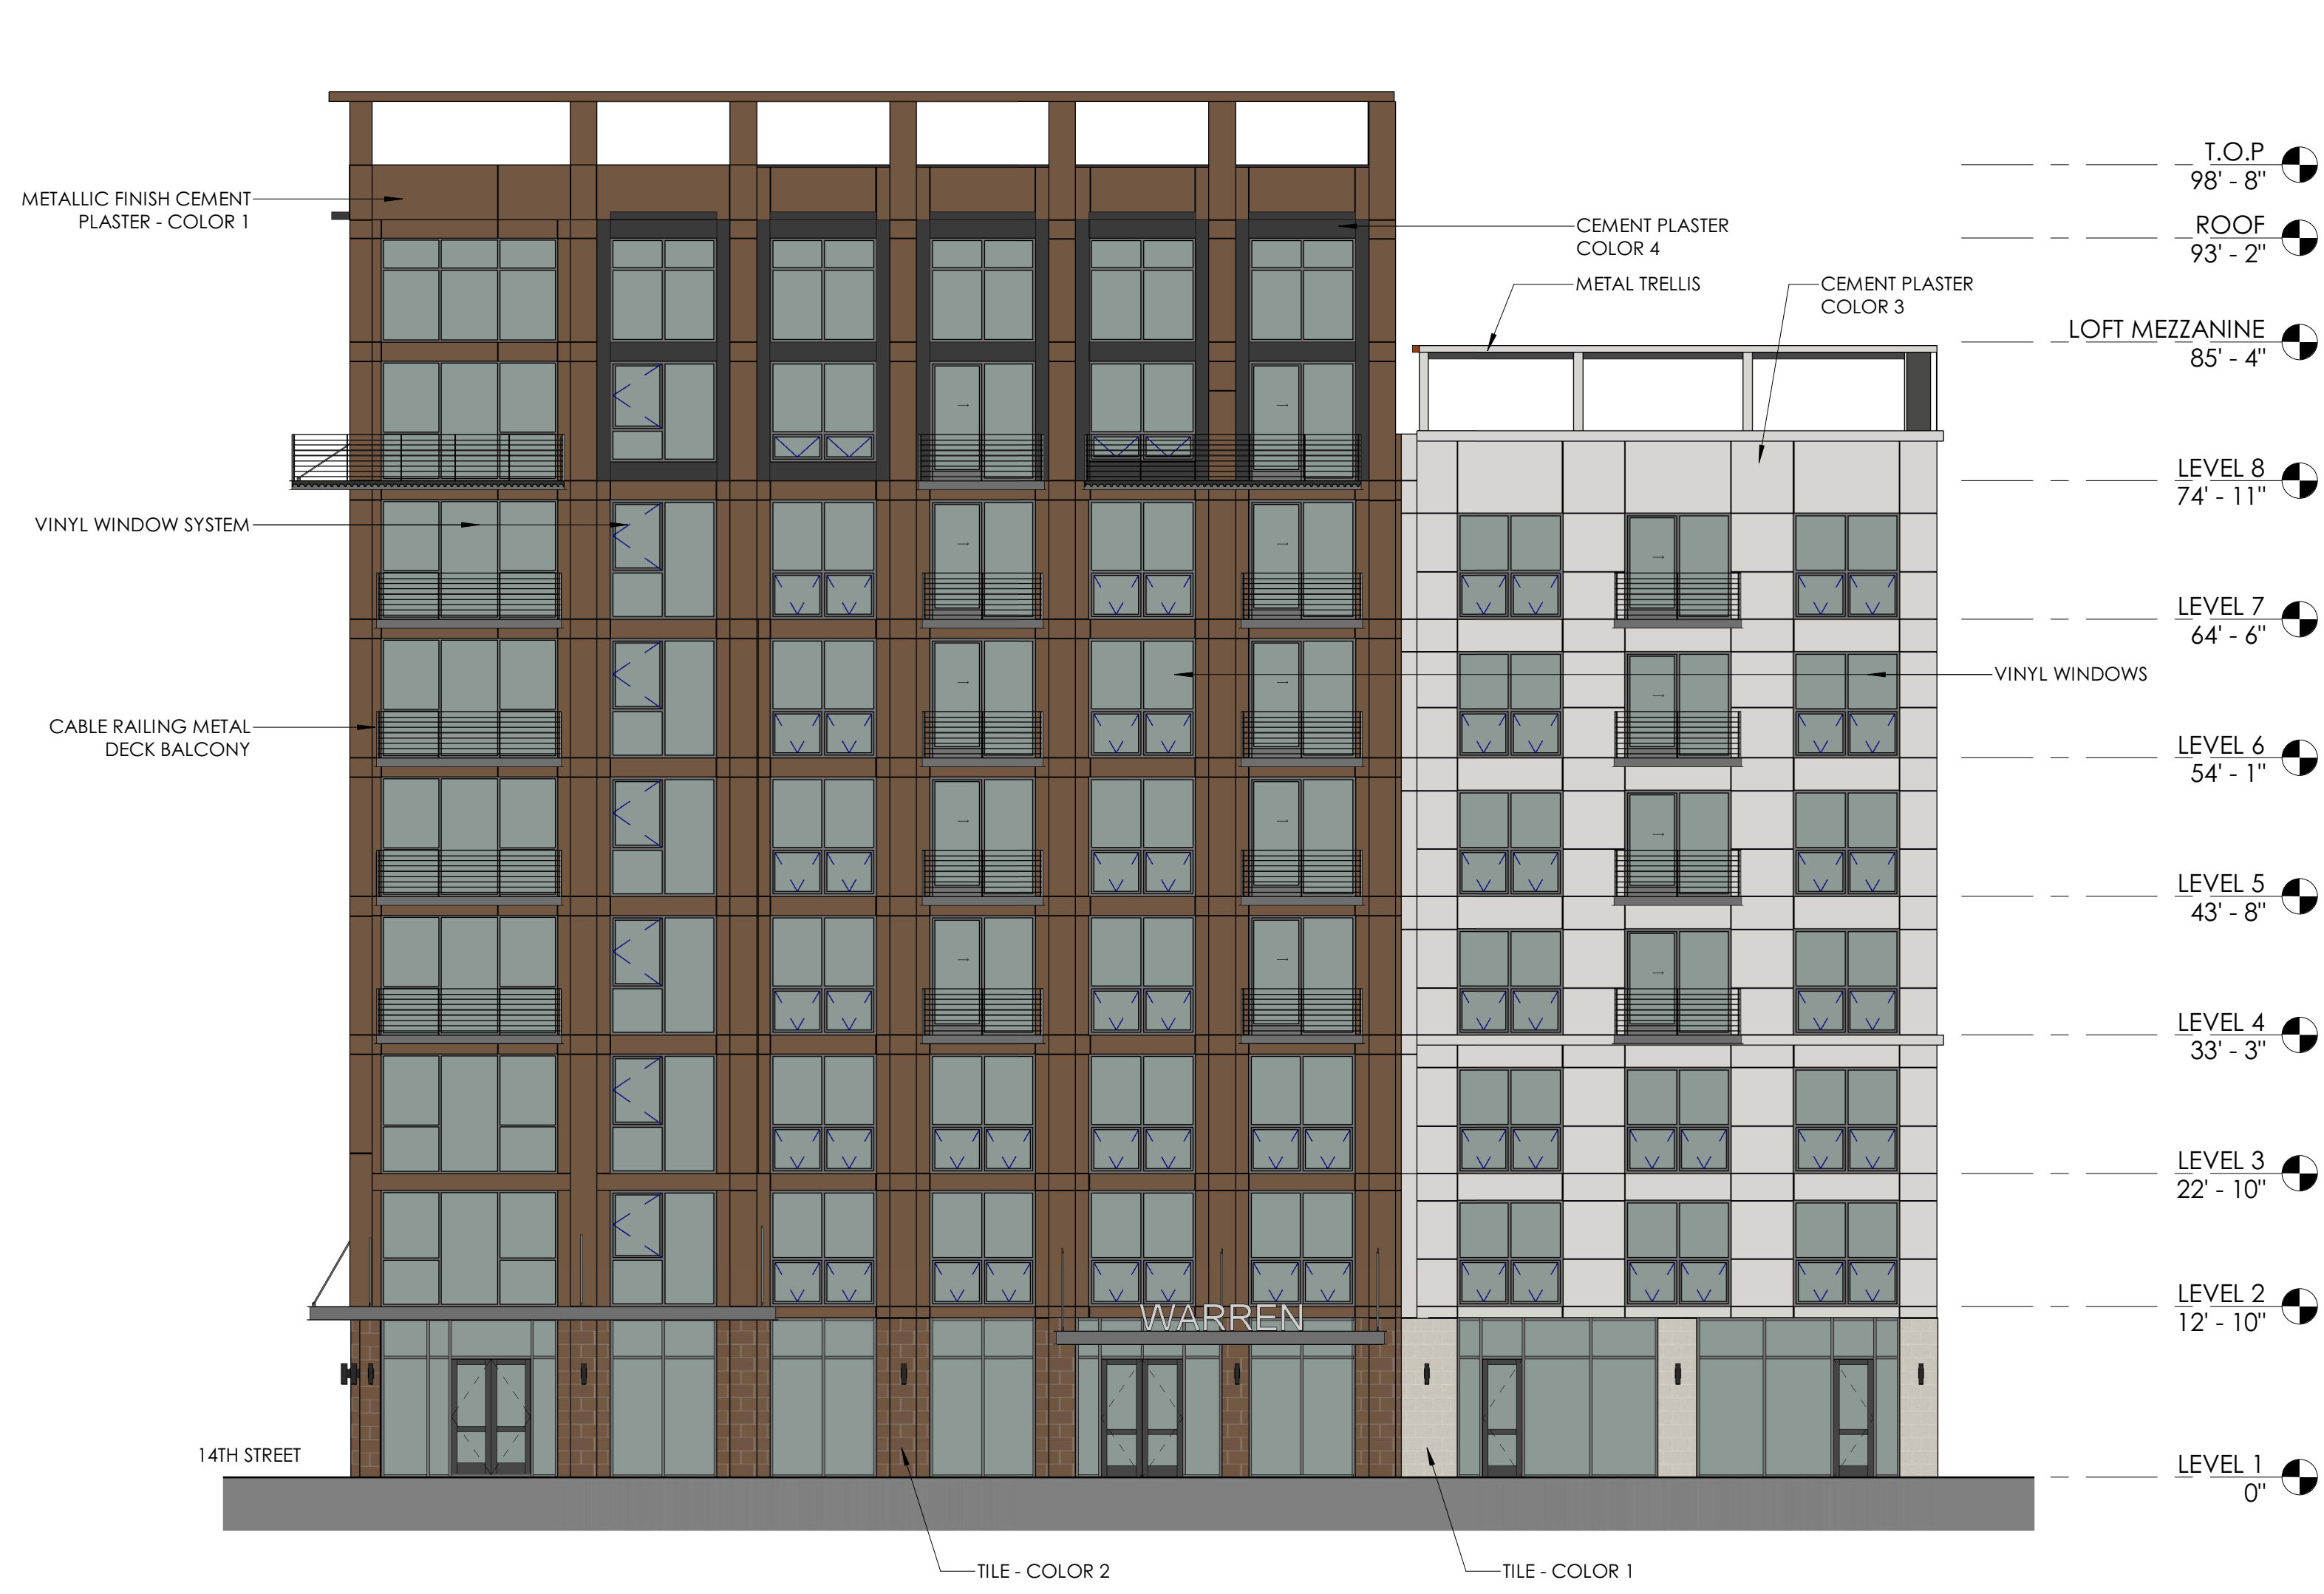 T.O.P
98' - 8"
METALLIC FINISH CEMENT
PLASTER - COLOR 1
CEMENT PLASTER
COLOR 4
ROOF
93' - 2"
METAL TRELLIS
CEMENT PLASTER
COLOR 3
LOFT MEZZANINE
85' - 4"
LEVEL 8
74' - 11"
VINYL WINDOW SYSTEM
LEVEL 7
64' - 6"
VINYL WINDOWS
CABLE RAILING METAL
DECK BALCONY
LEVEL 6
54' - 1"
LEVEL 5
43' - 8"
LEVEL 4
33' - 3"
LEVEL 3
22' - 10"
LEVEL 2
12' - 10"
WARREN
14TH STREET
LEVEL 1
0"
TILE - COLOR 2
TILE - COLOR 1